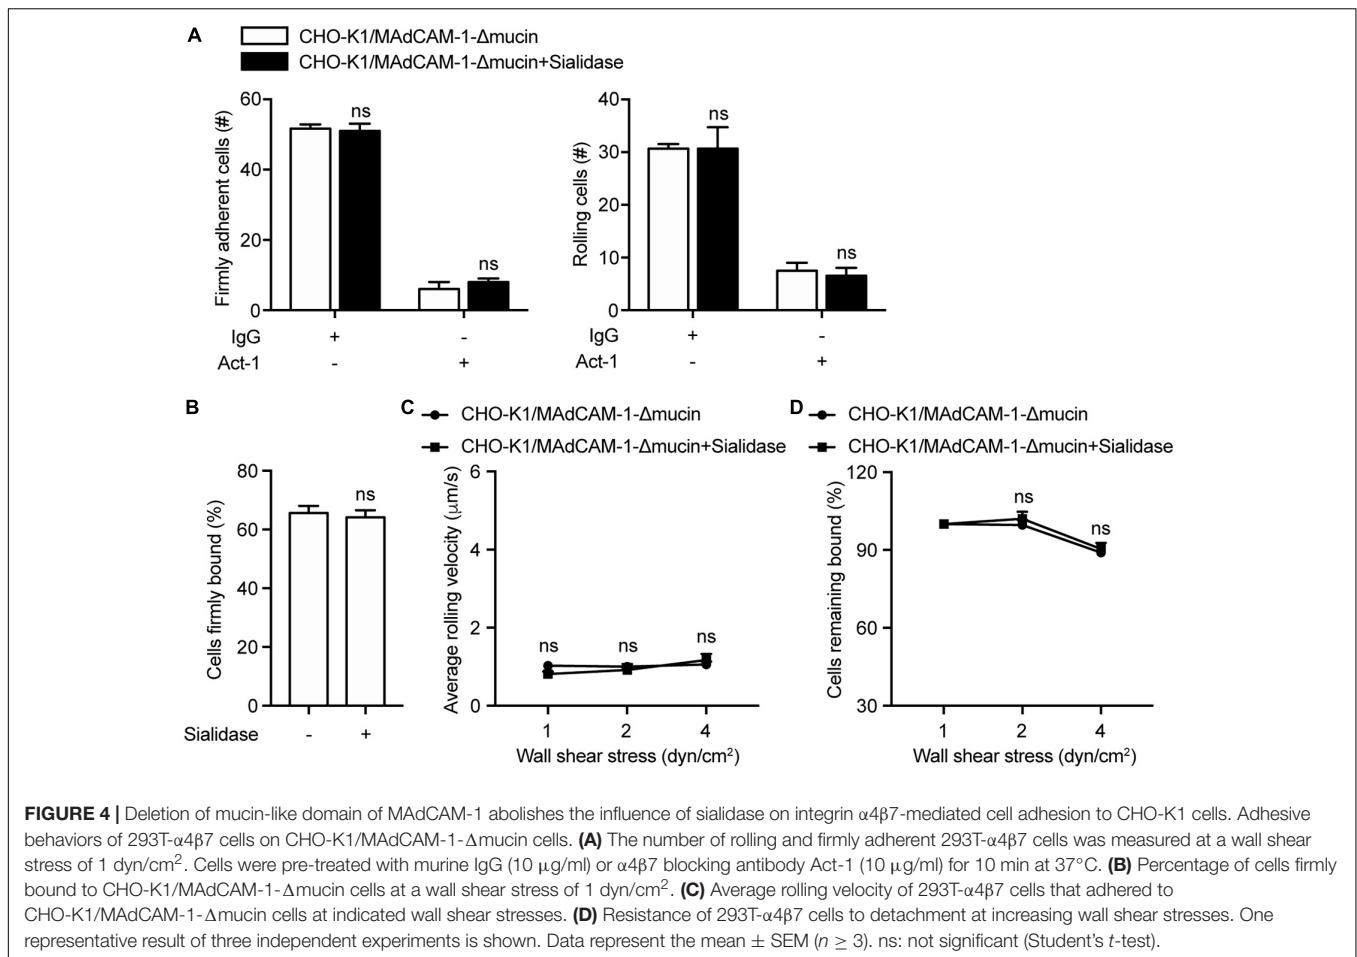 A
CHO-K1/MAdCAM-1-Δmucin
CHO-K1/MAdCAM-1-Δmucin+Sialidase
Firmly adherent cells (#)
60
40
20
0
ns
ns
IgG + -
Act-1 - +
Rolling cells (#)
40
30
20
10
0
ns
ns
IgG + -
Act-1 - +
B
Cells firmly bound (%)
80
60
40
20
0
ns
Sialidase - +
C
CHO-K1/MAdCAM-1-Δmucin
CHO-K1/MAdCAM-1-Δmucin+Sialidase
Average rolling velocity (μm/s)
6
4
2
0
ns ns ns
1 2 4
Wall shear stress (dyn/cm²)
D
CHO-K1/MAdCAM-1-Δmucin
CHO-K1/MAdCAM-1-Δmucin+Sialidase
Cells remaining bound (%)
120
90
60
30
ns
ns
1 2 4
Wall shear stress (dyn/cm²)
FIGURE 4 | Deletion of mucin-like domain of MAdCAM-1 abolishes the influence of sialidase on integrin α4β7-mediated cell adhesion to CHO-K1 cells. Adhesive
behaviors of 293T-α4β7 cells on CHO-K1/MAdCAM-1-Δmucin cells. (A) The number of rolling and firmly adherent 293T-α4β7 cells was measured at a wall shear
stress of 1 dyn/cm². Cells were pre-treated with murine IgG (10 μg/ml) or α4β7 blocking antibody Act-1 (10 μg/ml) for 10 min at 37°C. (B) Percentage of cells firmly
bound to CHO-K1/MAdCAM-1-Δmucin cells at a wall shear stress of 1 dyn/cm². (C) Average rolling velocity of 293T-α4β7 cells that adhered to
CHO-K1/MAdCAM-1-Δmucin cells at indicated wall shear stresses. (D) Resistance of 293T-α4β7 cells to detachment at increasing wall shear stresses. One
representative result of three independent experiments is shown. Data represent the mean ± SEM (n ≥ 3). ns: not significant (Student's t-test).